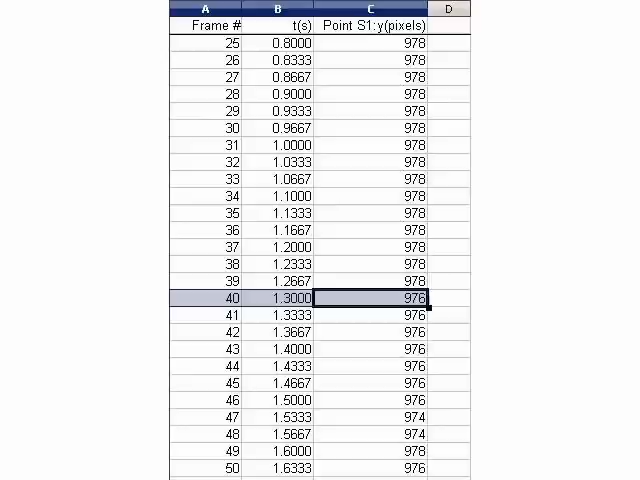 A B C D
Frame # t(s) Point S1:y(pixels)
25 0.8000 978
26 0.8333 978
27 0.8667 978
28 0.9000 978
29 0.9333 978
30 0.9667 978
31 1.0000 978
32 1.0333 978
33 1.0667 978
34 1.1000 978
35 1.1333 978
36 1.1667 978
37 1.2000 978
38 1.2333 978
39 1.2667 978
40 1.3000 976
41 1.3333 976
42 1.3667 976
43 1.4000 976
44 1.4333 976
45 1.4667 976
46 1.5000 976
47 1.5333 974
48 1.5667 974
49 1.6000 978
50 1.6333 976